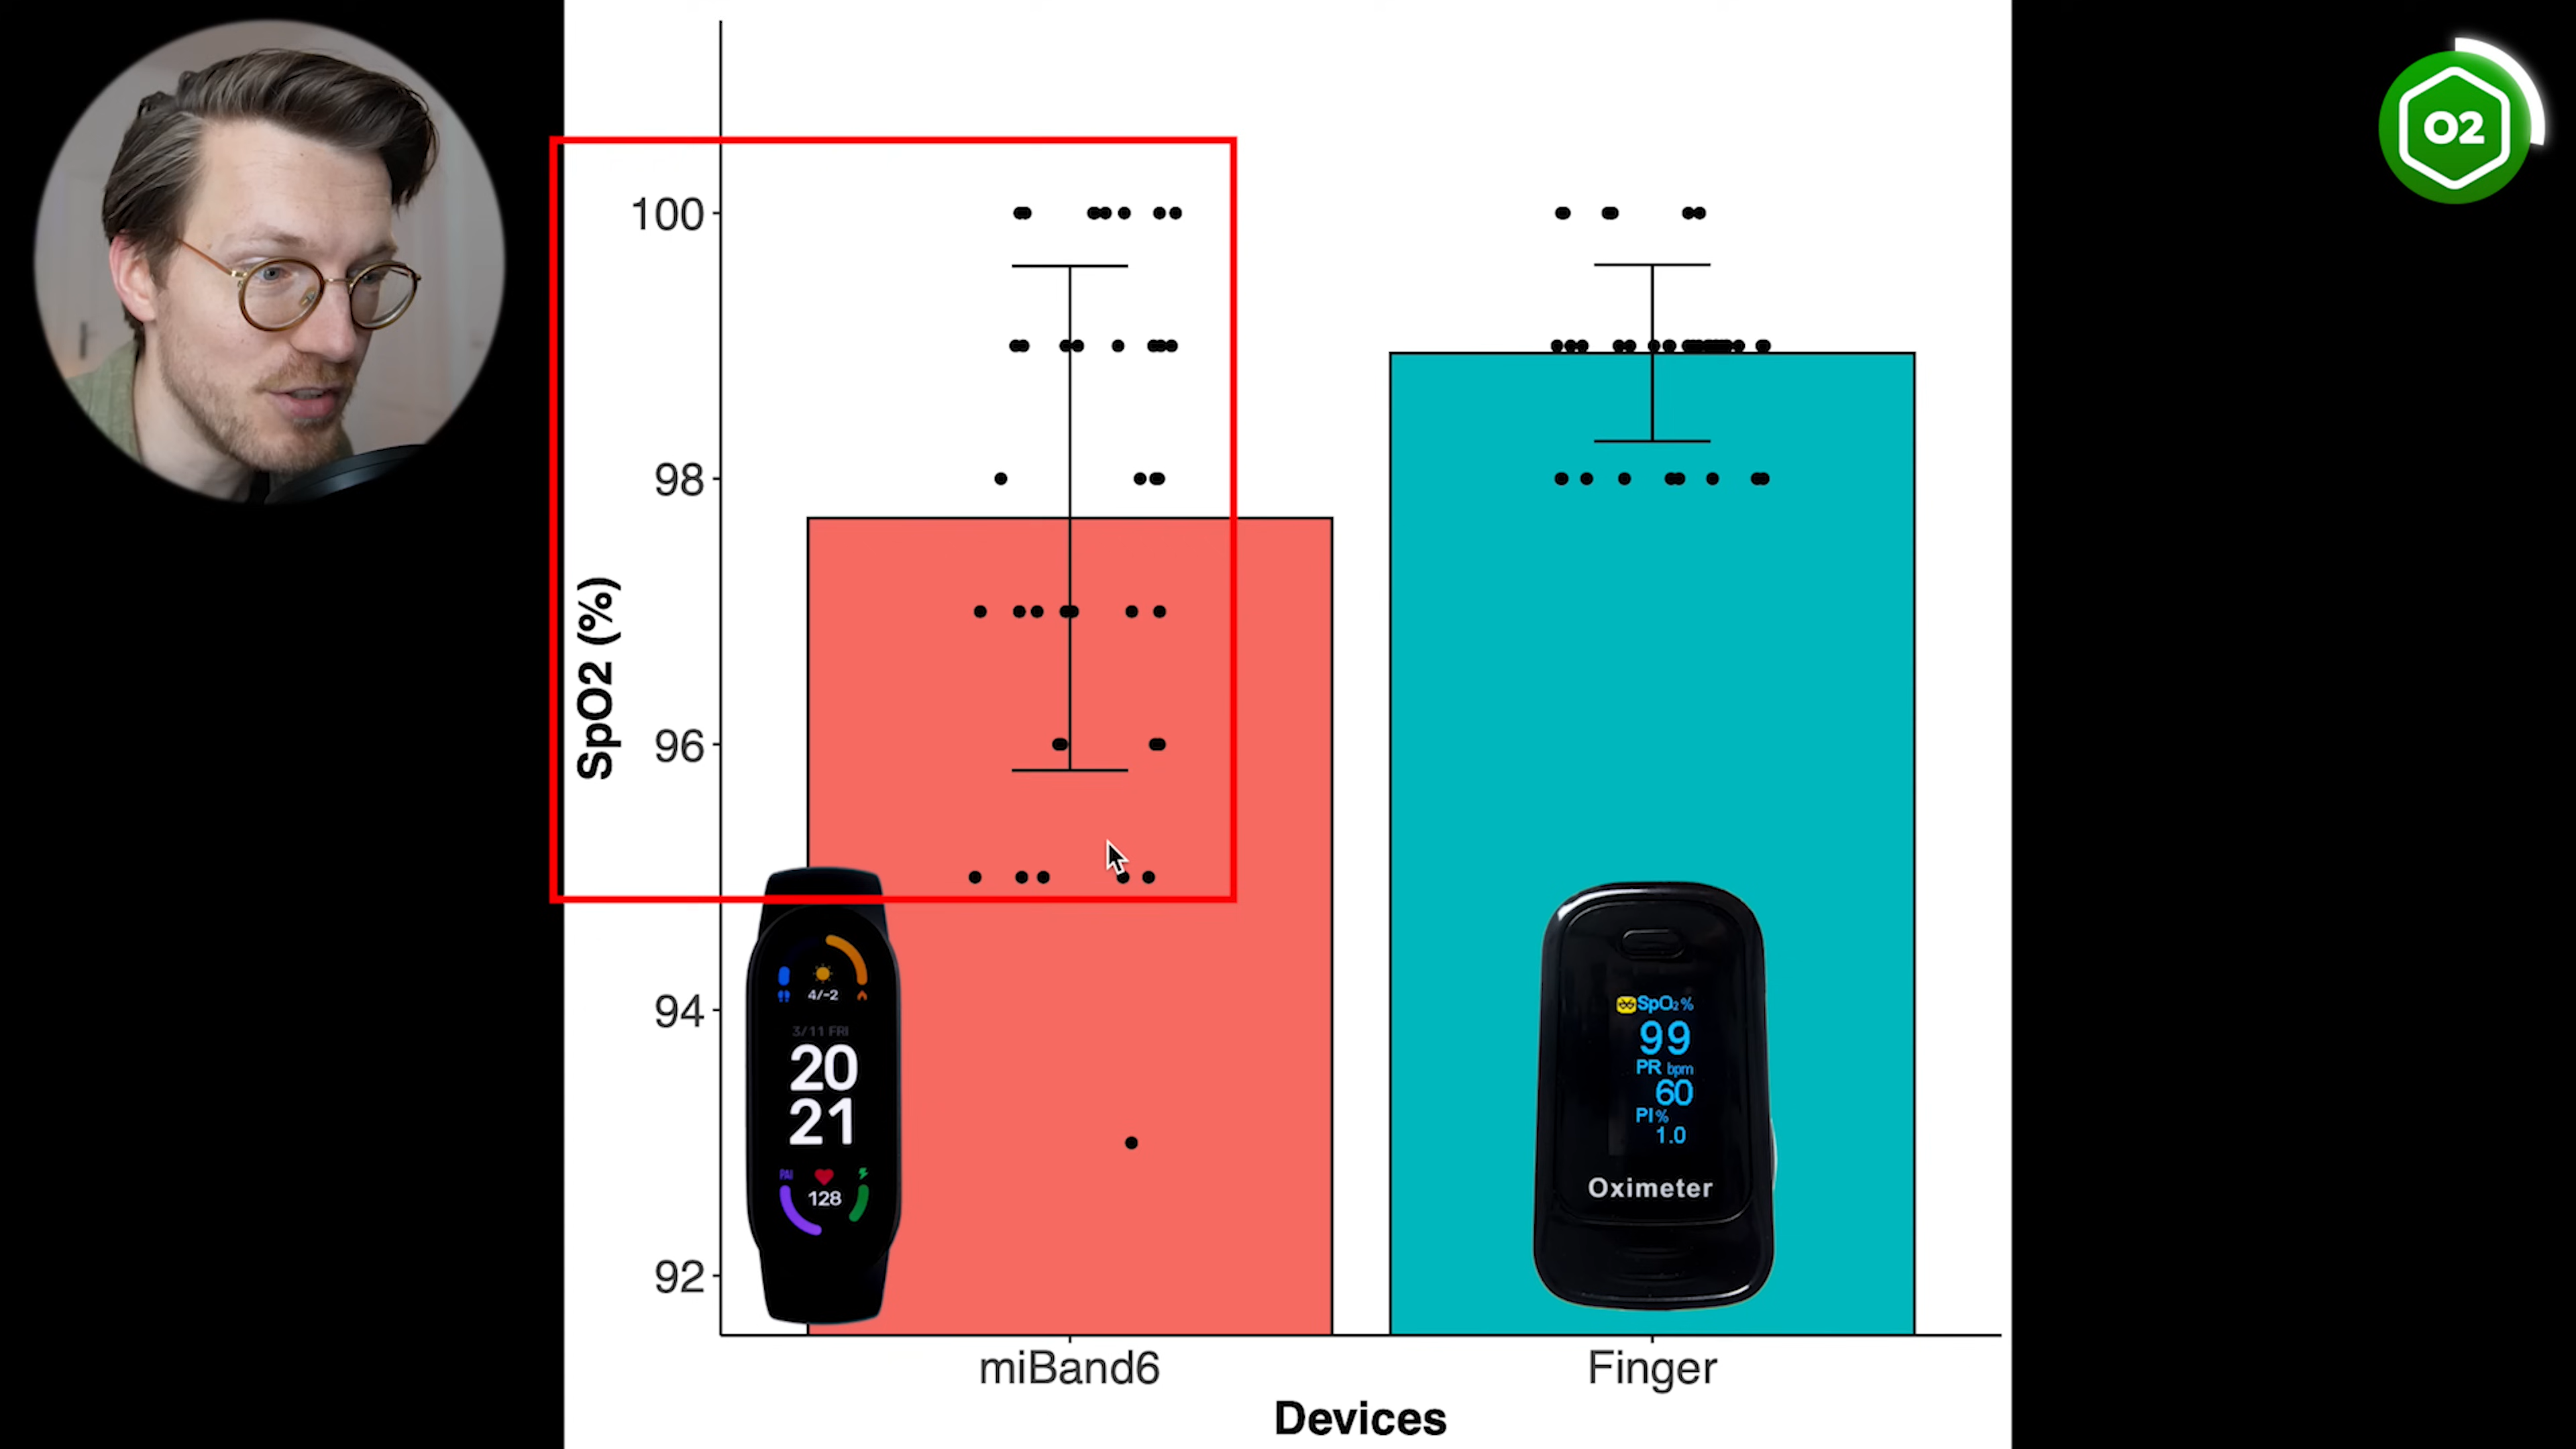 O2
100
98
96
94
92
SpO2 (%)
4/-2
3/11 FRI
20
21
PAI
128
SpO₂%
99
PR bpm
60
PI%
1.0
Oximeter
miBand6
Finger
Devices